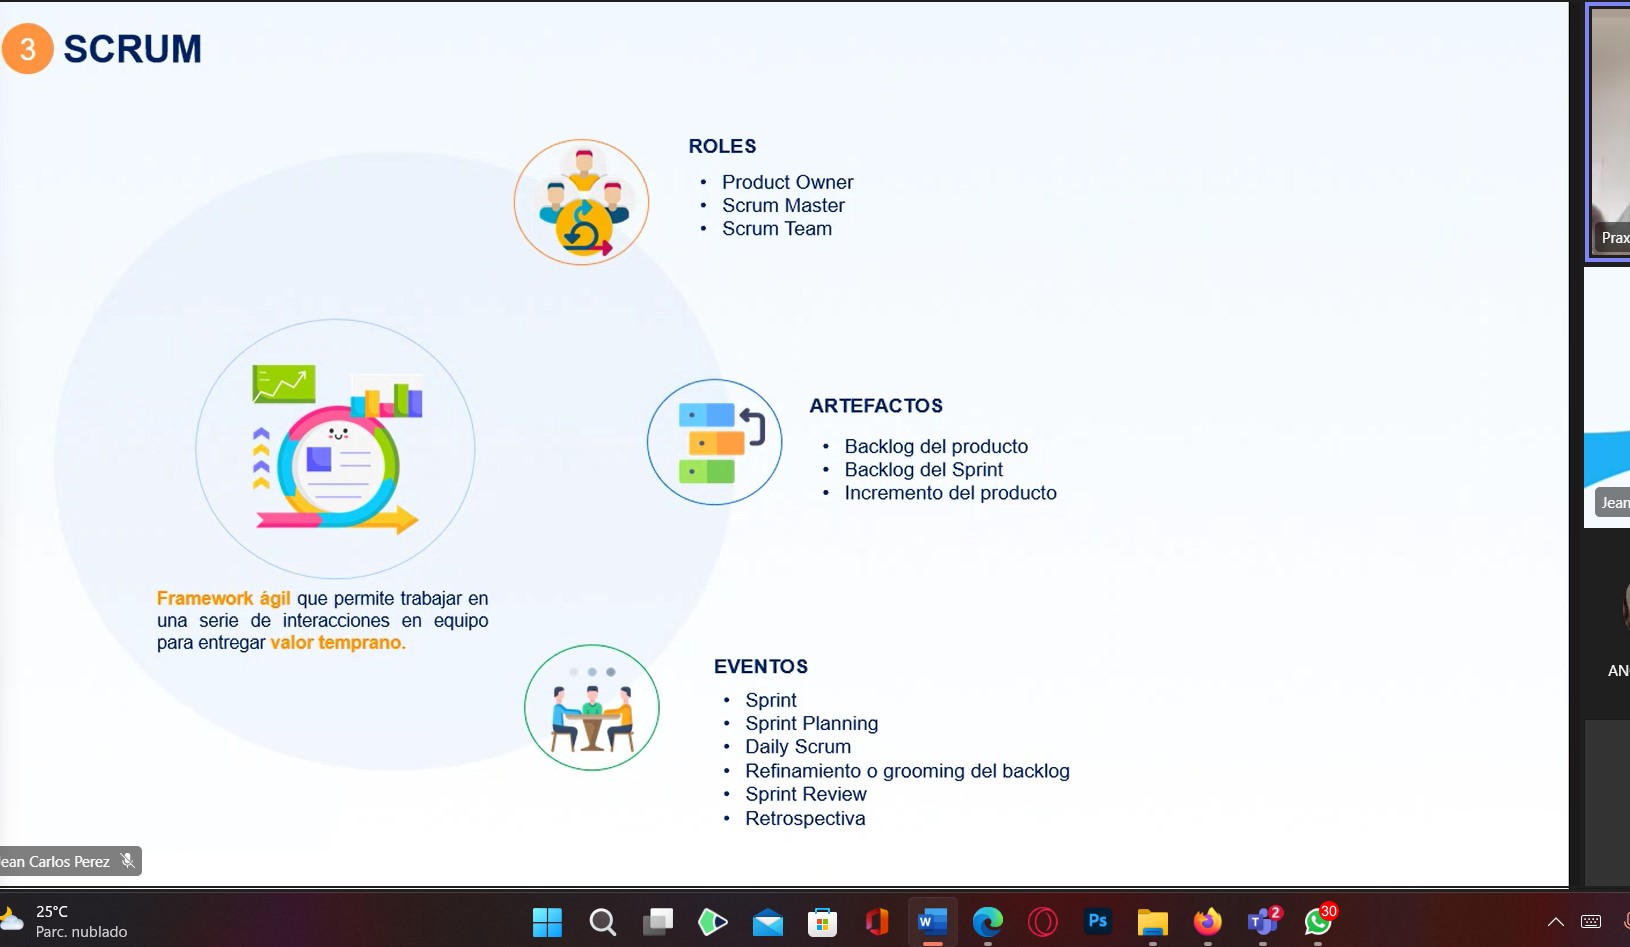 3 SCRUM
ROLES
• Product Owner
• Scrum Master
• Scrum Team
ARTEFACTOS
• Backlog del producto
• Backlog del Sprint
• Incremento del producto
Framework ágil que permite trabajar en
una serie de interacciones en equipo
para entregar valor temprano.
EVENTOS
• Sprint
• Sprint Planning
• Daily Scrum
• Refinamiento o grooming del backlog
• Sprint Review
• Retrospectiva
ean Carlos Perez
Prax
Jean
AN
25°C
Parc. nublado
W
Ps
T
2
30